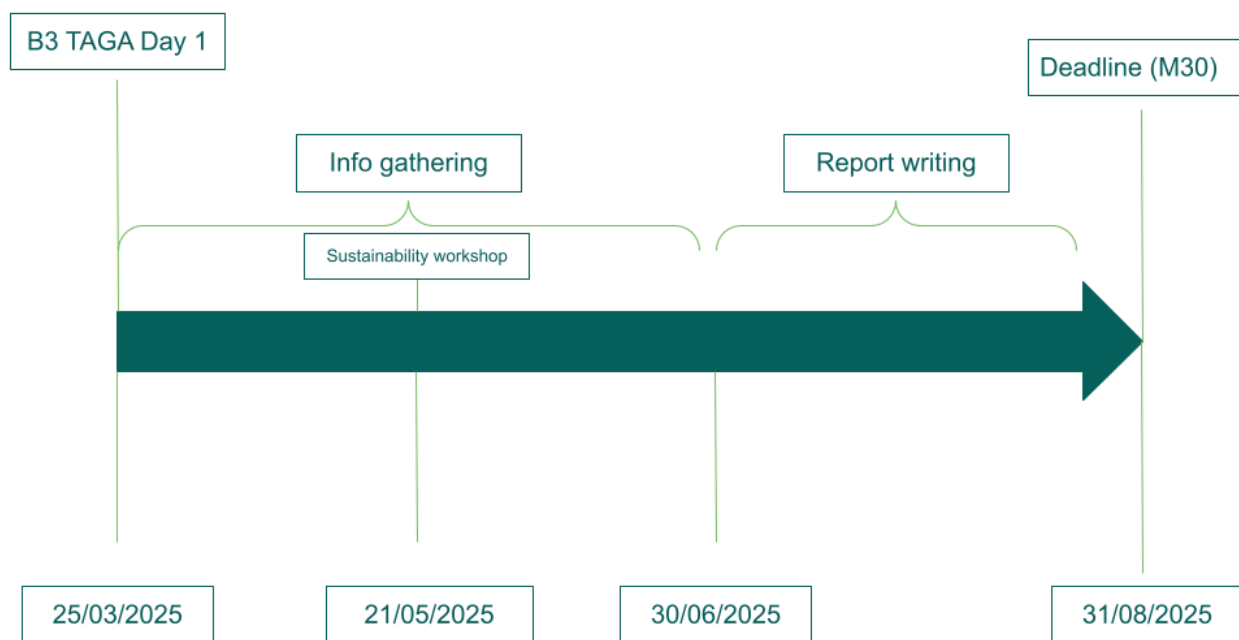 B3 TAGA Day 1
Deadline (M30)
Info gathering
Report writing
Sustainability workshop
25/03/2025
21/05/2025
30/06/2025
31/08/2025